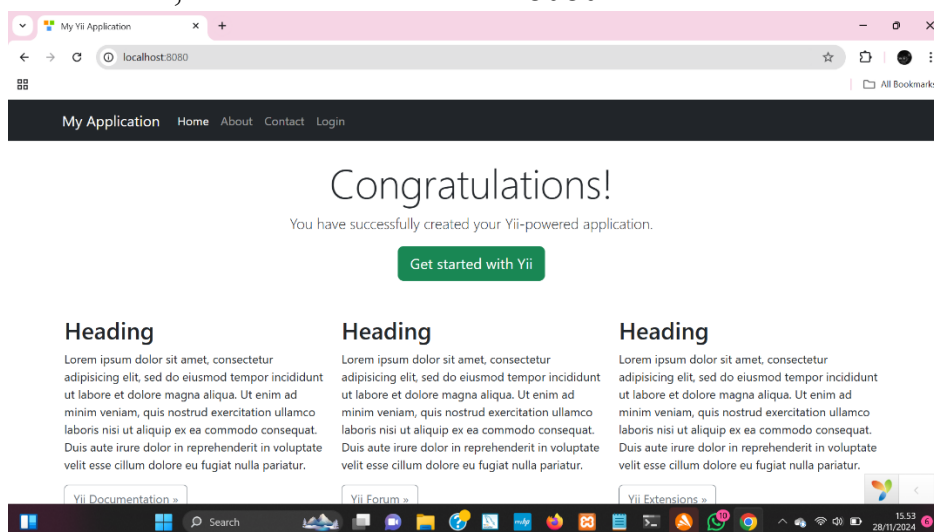 My Yii Application
localhost:8080
All Bookmarks
My Application Home About Contact Login
Congratulations!
You have successfully created your Yii-powered application.
Get started with Yii
Heading
Lorem ipsum dolor sit amet, consectetur
adipisicing elit, sed do eiusmod tempor incididunt
ut labore et dolore magna aliqua. Ut enim ad
minim veniam, quis nostrud exercitation ullamco
laboris nisi ut aliquip ex ea commodo consequat.
Duis aute irure dolor in reprehenderit in voluptate
velit esse cillum dolore eu fugiat nulla pariatur.
Yii Documentation »
Heading
Lorem ipsum dolor sit amet, consectetur
adipisicing elit, sed do eiusmod tempor incididunt
ut labore et dolore magna aliqua. Ut enim ad
minim veniam, quis nostrud exercitation ullamco
laboris nisi ut aliquip ex ea commodo consequat.
Duis aute irure dolor in reprehenderit in voluptate
velit esse cillum dolore eu fugiat nulla pariatur.
Yii Forum »
Heading
Lorem ipsum dolor sit amet, consectetur
adipisicing elit, sed do eiusmod tempor incididunt
ut labore et dolore magna aliqua. Ut enim ad
minim veniam, quis nostrud exercitation ullamco
laboris nisi ut aliquip ex ea commodo consequat.
Duis aute irure dolor in reprehenderit in voluptate
velit esse cillum dolore eu fugiat nulla pariatur.
Yii Extensions »
Search
10
15.53
28/11/2024